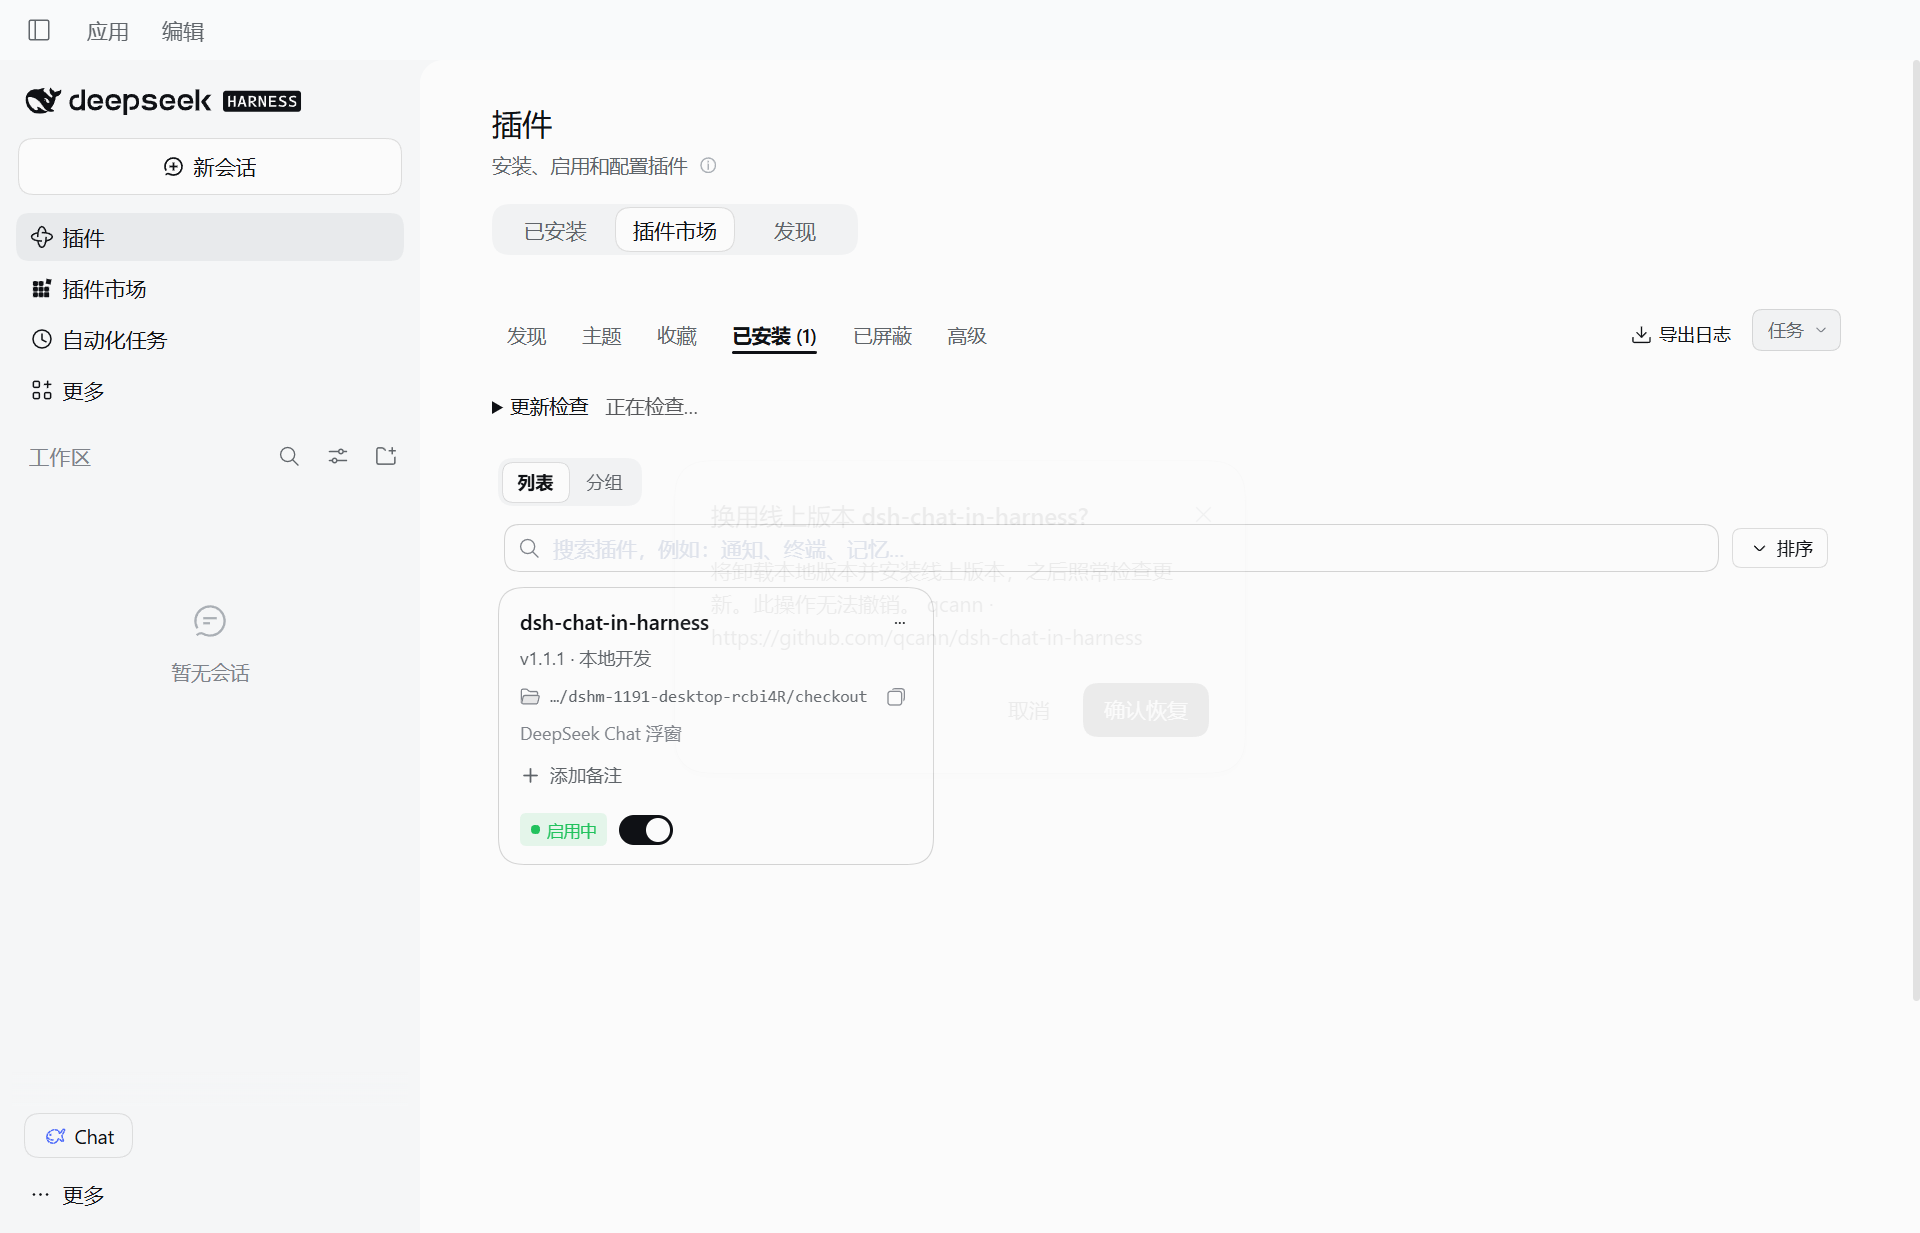 应用 编辑
deepseek HARNESS
新会话
插件
插件市场
自动化任务
更多
工作区
暂无会话
Chat
更多
插件
安装、启用和配置插件
已安装 插件市场 发现
发现 主题 收藏 已安装 (1) 已屏蔽 高级
导出日志 任务
更新检查 正在检查...
列表 分组
搜索插件，例如：通知、终端、记忆...
排序
dsh-chat-in-harness ...
v1.1.1 · 本地开发
…/dshm-1191-desktop-rcbi4R/checkout
DeepSeek Chat 浮窗
添加备注
启用中
换用线上版本 dsh-chat-in-harness?
将卸载本地版本并安装线上版本，之后照常检查更
新。此操作无法撤销。 qcann ·
https://github.com/qcann/dsh-chat-in-harness
取消 确认恢复